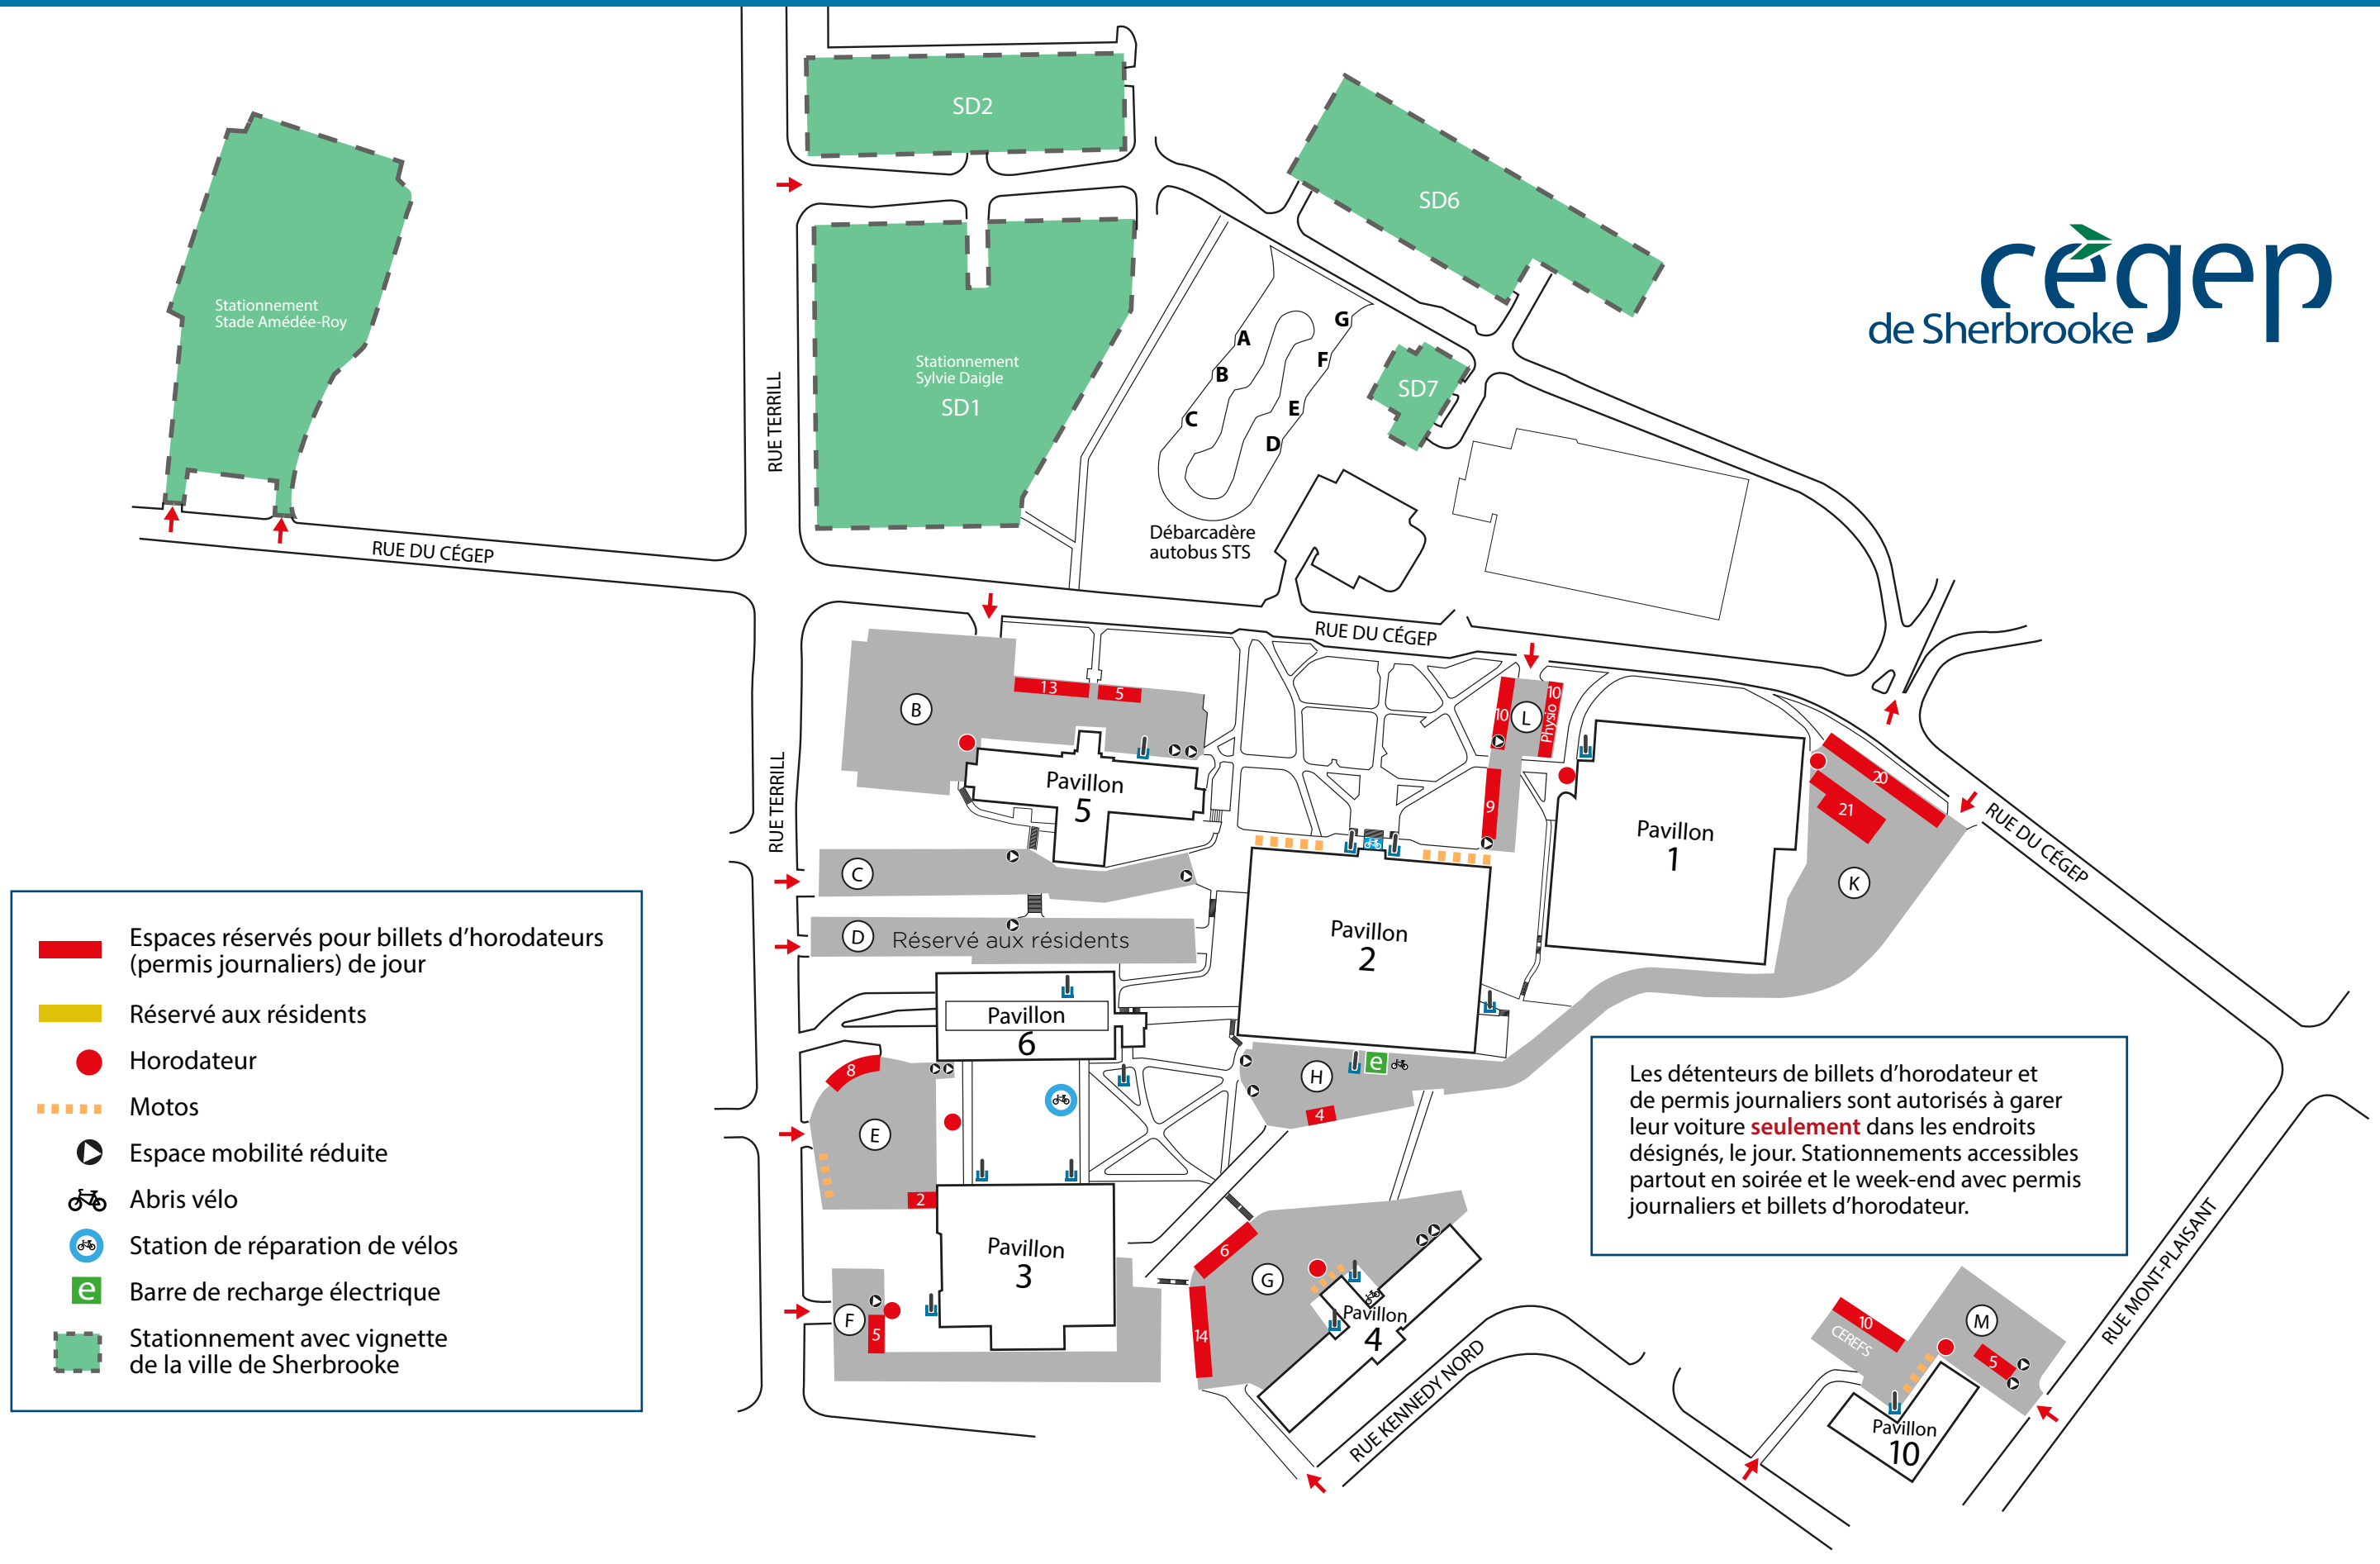 SD2
SD6
cégep
de Sherbrooke
Stationnement
Stade Amédée-Roy
Stationnement
Sylvie Daigle
SD1
A
B
C
G
F
E
D
SD7
RUE TERRILL
Débarcadère
autobus STS
RUE DU CÉGEP
RUE DU CÉGEP
13
5
B
10
L
10
Physio
9
Pavillon
5
RUE TERRILL
Pavillon
1
20
21
K
RUE DU CÉGEP
C
D
Réservé aux résidents
Pavillon
2
Pavillon
6
8
E
2
H
e
4
Pavillon
3
F
5
6
G
14
Pavillon
4
RUE KENNEDY NORD
10
CEREFS
M
5
Pavillon
10
RUE MONT-PLAISANT
Espaces réservés pour billets d’horodateurs
(permis journaliers) de jour
Réservé aux résidents
Horodateur
Motos
Espace mobilité réduite
Abris vélo
Station de réparation de vélos
e
Barre de recharge électrique
Stationnement avec vignette
de la ville de Sherbrooke
Les détenteurs de billets d’horodateur et
de permis journaliers sont autorisés à garer
leur voiture seulement dans les endroits
désignés, le jour. Stationnements accessibles
partout en soirée et le week-end avec permis
journaliers et billets d’horodateur.